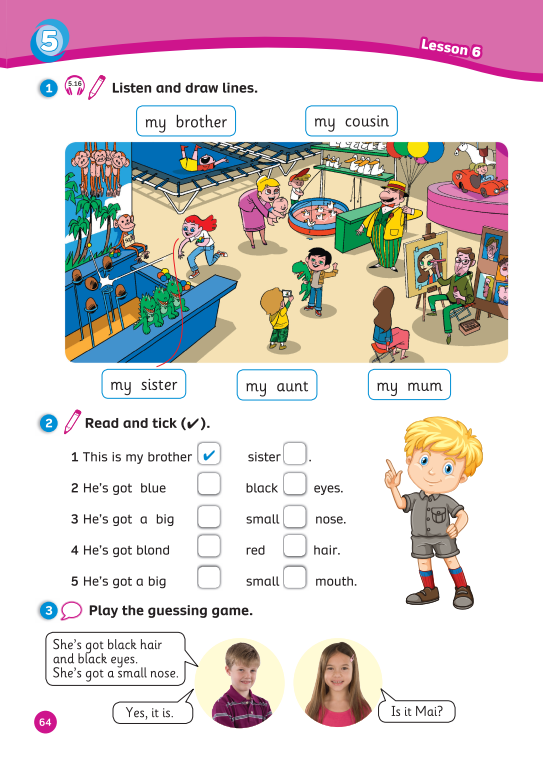 5
Lesson 6
1 5.16 Listen and draw lines.
my brother
my cousin
my sister
my aunt
my mum
2 Read and tick (✔).
1 This is my brother ✔ sister .
2 He's got blue black eyes.
3 He's got a big small nose.
4 He's got blond red hair.
5 He's got a big small mouth.
3 Play the guessing game.
She's got black hair
and black eyes.
She's got a small nose.
Yes, it is.
Is it Mai?
64